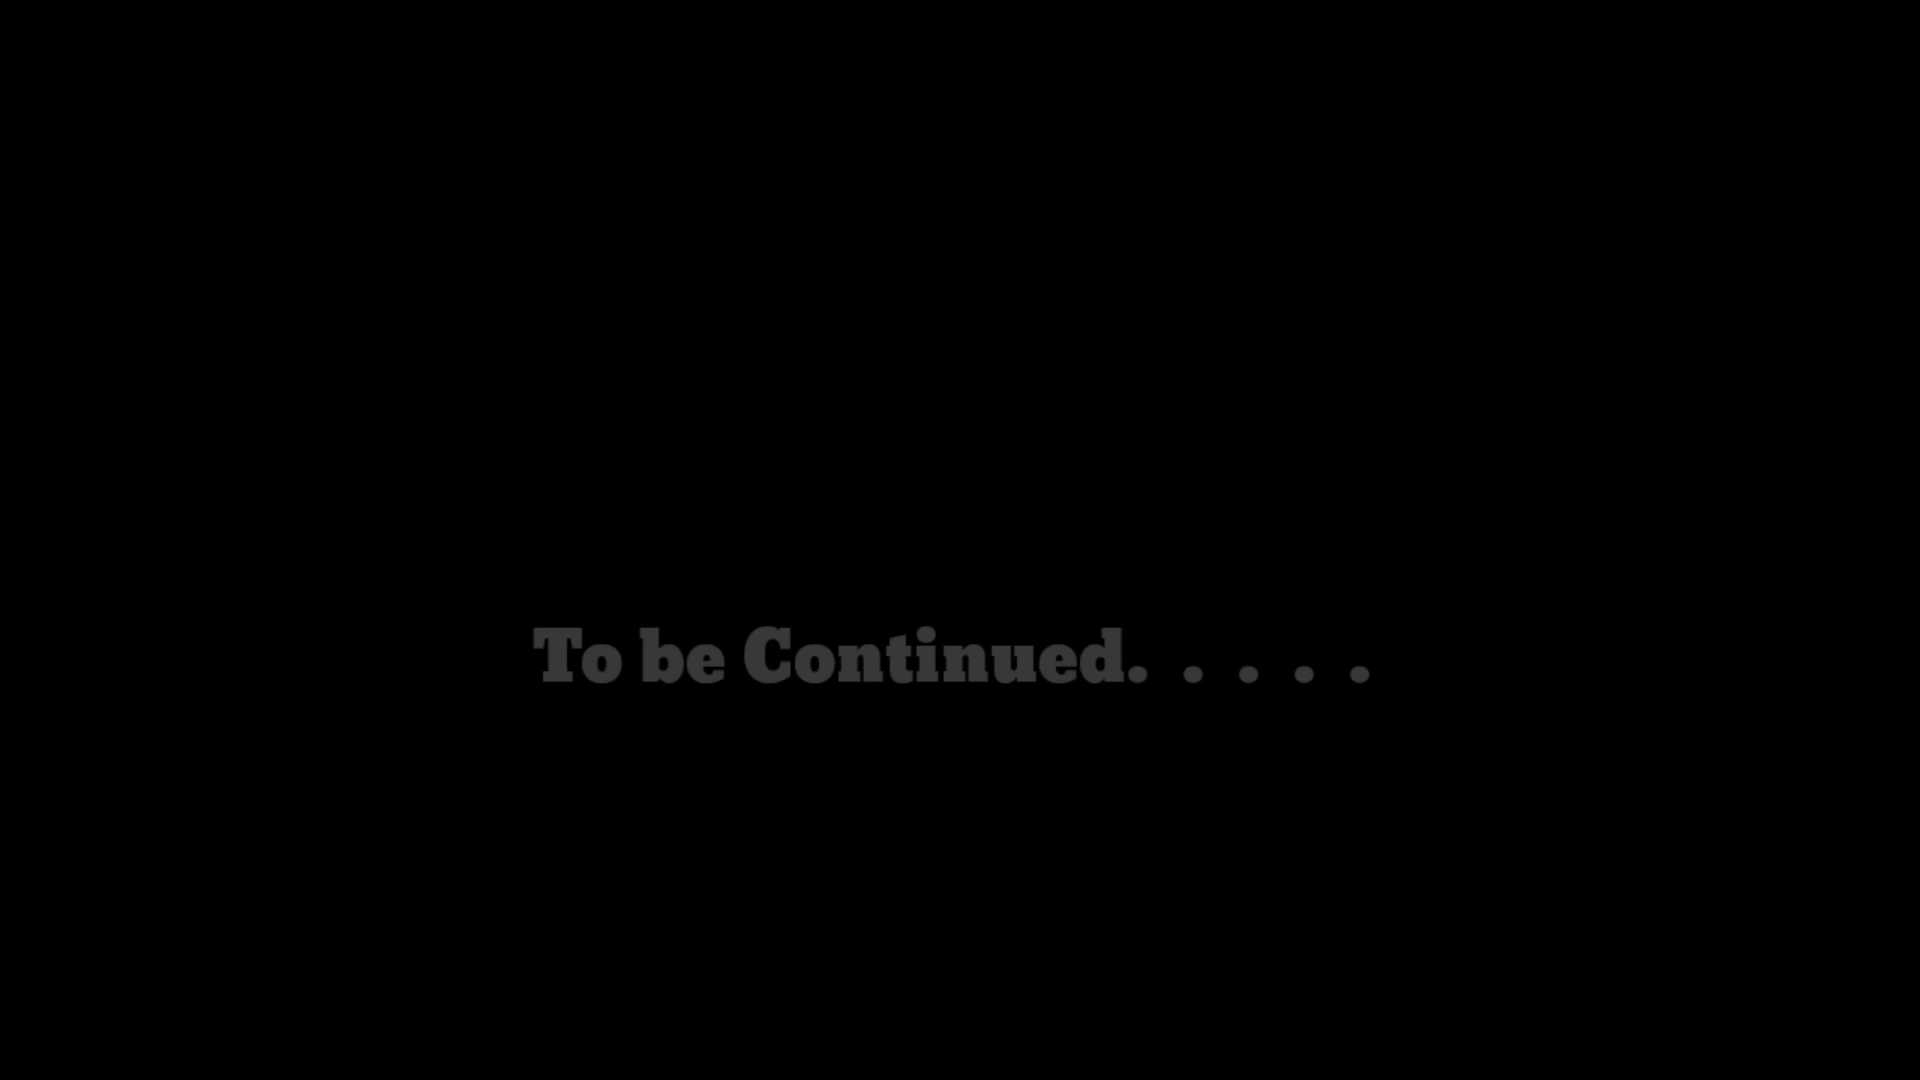 To be Continued. . . . .